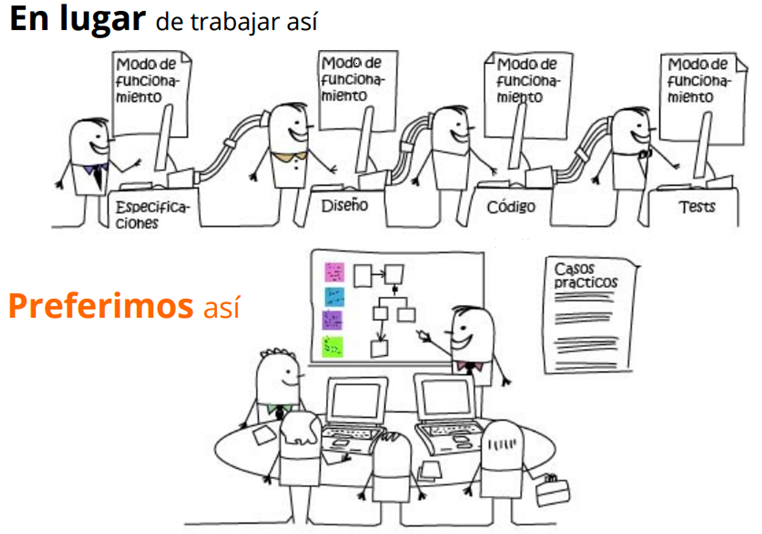 En lugar de trabajar así
Modo de
funciona-
miento
Modo de
funciona-
miento
Modo de
funciona-
miento
Modo de
funciona-
miento
Especifica-
ciones
Diseño
Código
Tests
Preferimos así
Casos
practicos